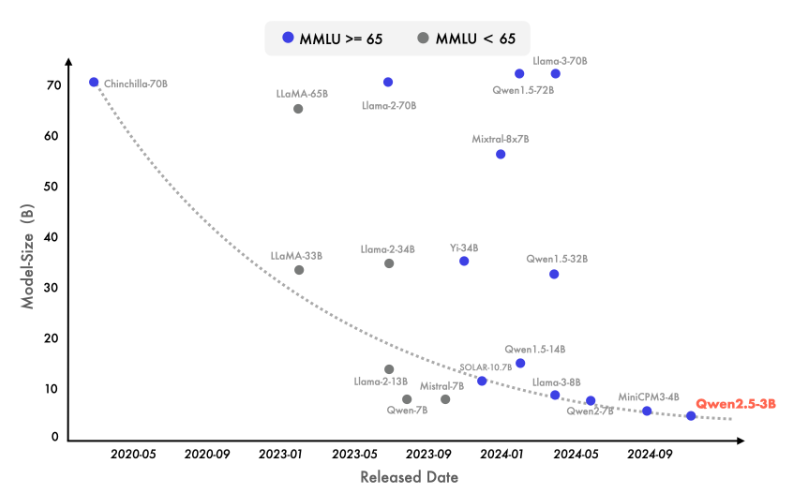 MMLU >= 65 MMLU < 65
Llama-3-70B
70 Chinchilla-70B
Qwen1.5-72B
LLaMA-65B
Llama-2-70B
60
Mixtral-8x7B
50
40
Yi-34B
Llama-2-34B
LLaMA-33B
Qwen1.5-32B
30
Model-Size (B)
20
Qwen1.5-14B
SOLAR-10.7B
Llama-2-13B
Mistral-7B
Llama-3-8B
10
MiniCPM3-4B
Qwen2.5-3B
Qwen-7B
Qwen2-7B
0
2020-05 2020-09 2023-01 2023-05 2023-09 2024-01 2024-05 2024-09
Released Date